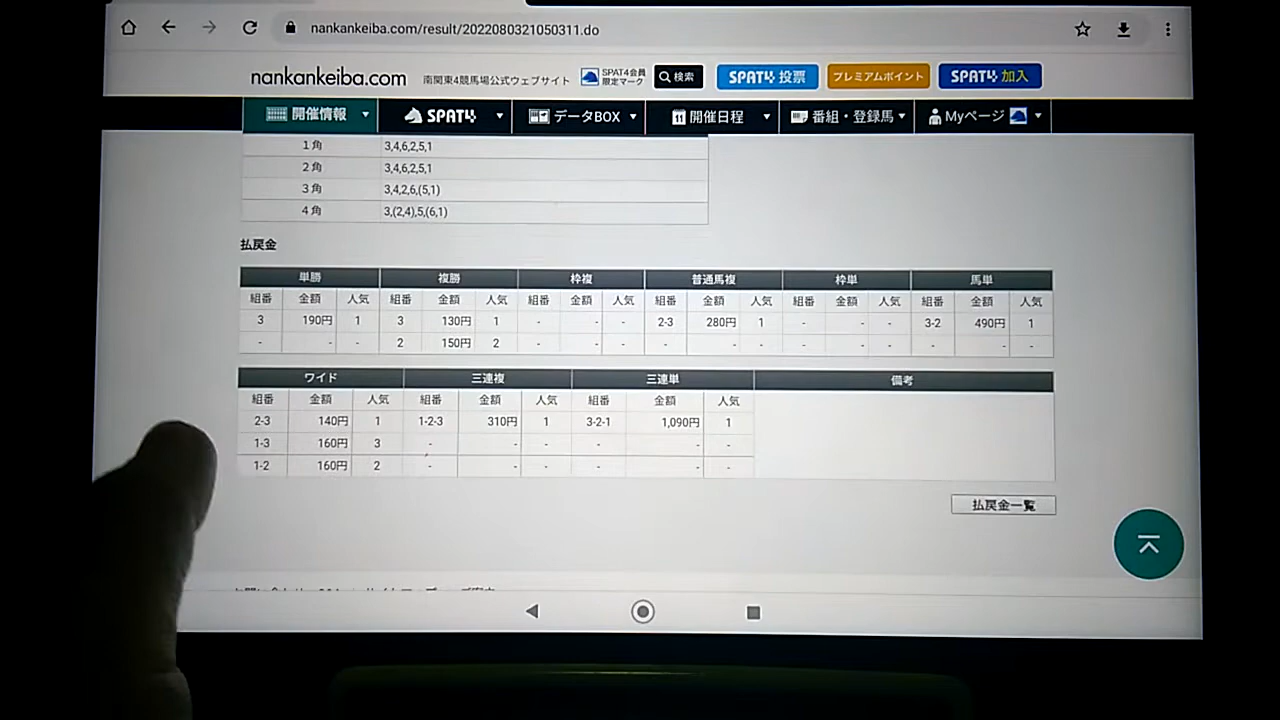 nankankeiba.com/result/2022080321050311.do
nankankeiba.com 南関東4競馬場公式ウェブサイト SPAT4会員限定マーク 検索 SPAT4 投票 プレミアムポイント SPAT4 加入
開催情報 SPAT4 データBOX 開催日程 番組・登録馬 Myページ
1角 3,4,6,2,5,1
2角 3,4,6,2,5,1
3角 3,4,2,6,(5,1)
4角 3,(2,4),5,(6,1)
払戻金
単勝 複勝 枠複 普通馬複 枠単 馬単
組番 金額 人気 組番 金額 人気 組番 金額 人気 組番 金額 人気 組番 金額 人気 組番 金額 人気
3 190円 1 3 130円 1 - - - 2-3 280円 1 - - - 3-2 490円 1
- - - 2 150円 2 - - - - - - - - - - - -
ワイド 三連複 三連単 備考
組番 金額 人気 組番 金額 人気 組番 金額 人気
2-3 140円 1 1-2-3 310円 1 3-2-1 1,090円 1
1-3 160円 3 - - - - - -
1-2 160円 2 - - - - - -
払戻金一覧